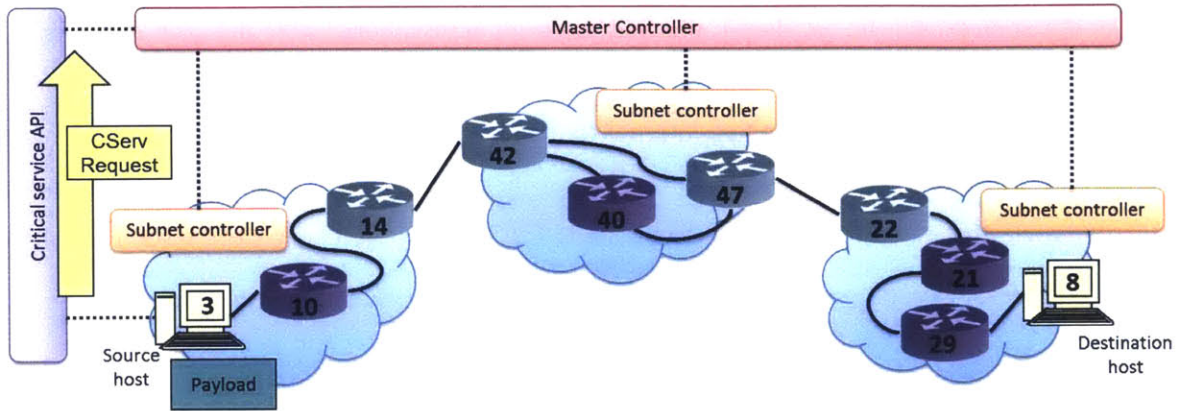 Master Controller
Critical service API
CServ
Request
Subnet controller
42
47
40
14
Subnet controller
22
Subnet controller
10
3
21
8
29
Source
host
Payload
Destination
host